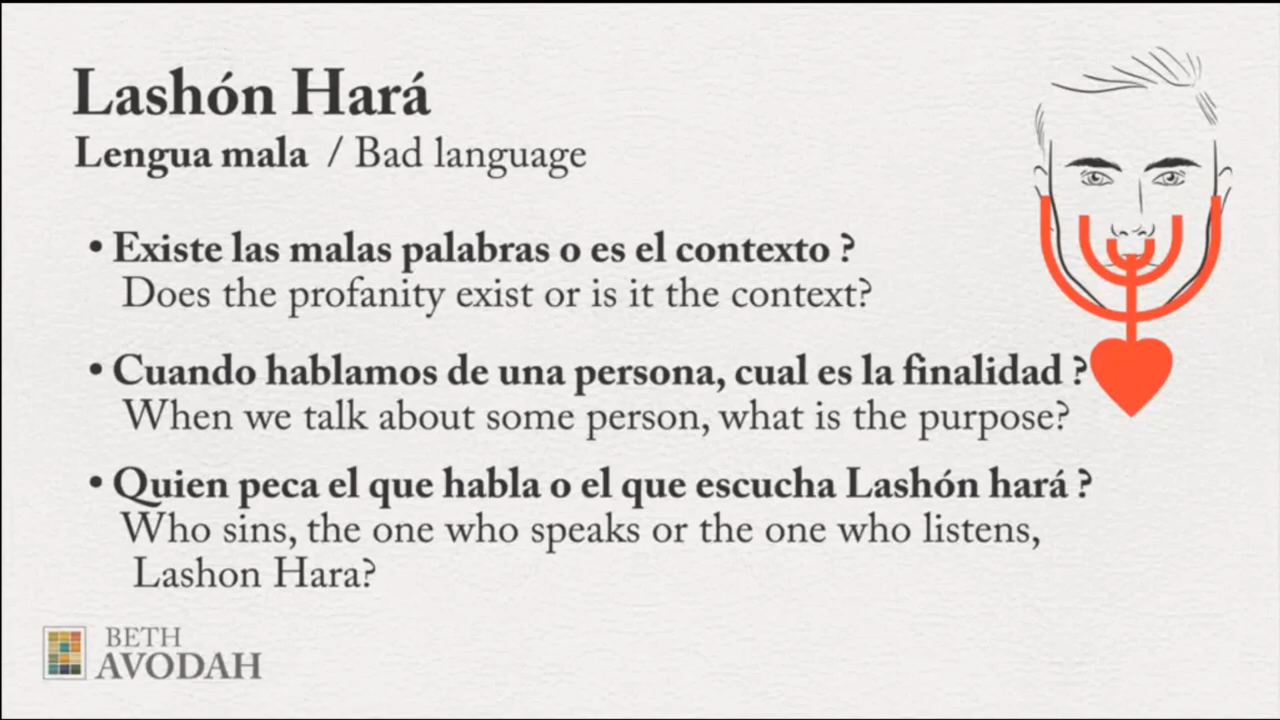 Lashón Hará
Lengua mala / Bad language
• Existe las malas palabras o es el contexto ?
Does the profanity exist or is it the context?
• Cuando hablamos de una persona, cual es la finalidad ?
When we talk about some person, what is the purpose?
• Quien peca el que habla o el que escucha Lashón hará ?
Who sins, the one who speaks or the one who listens,
Lashon Hara?
BETH
AVODAH